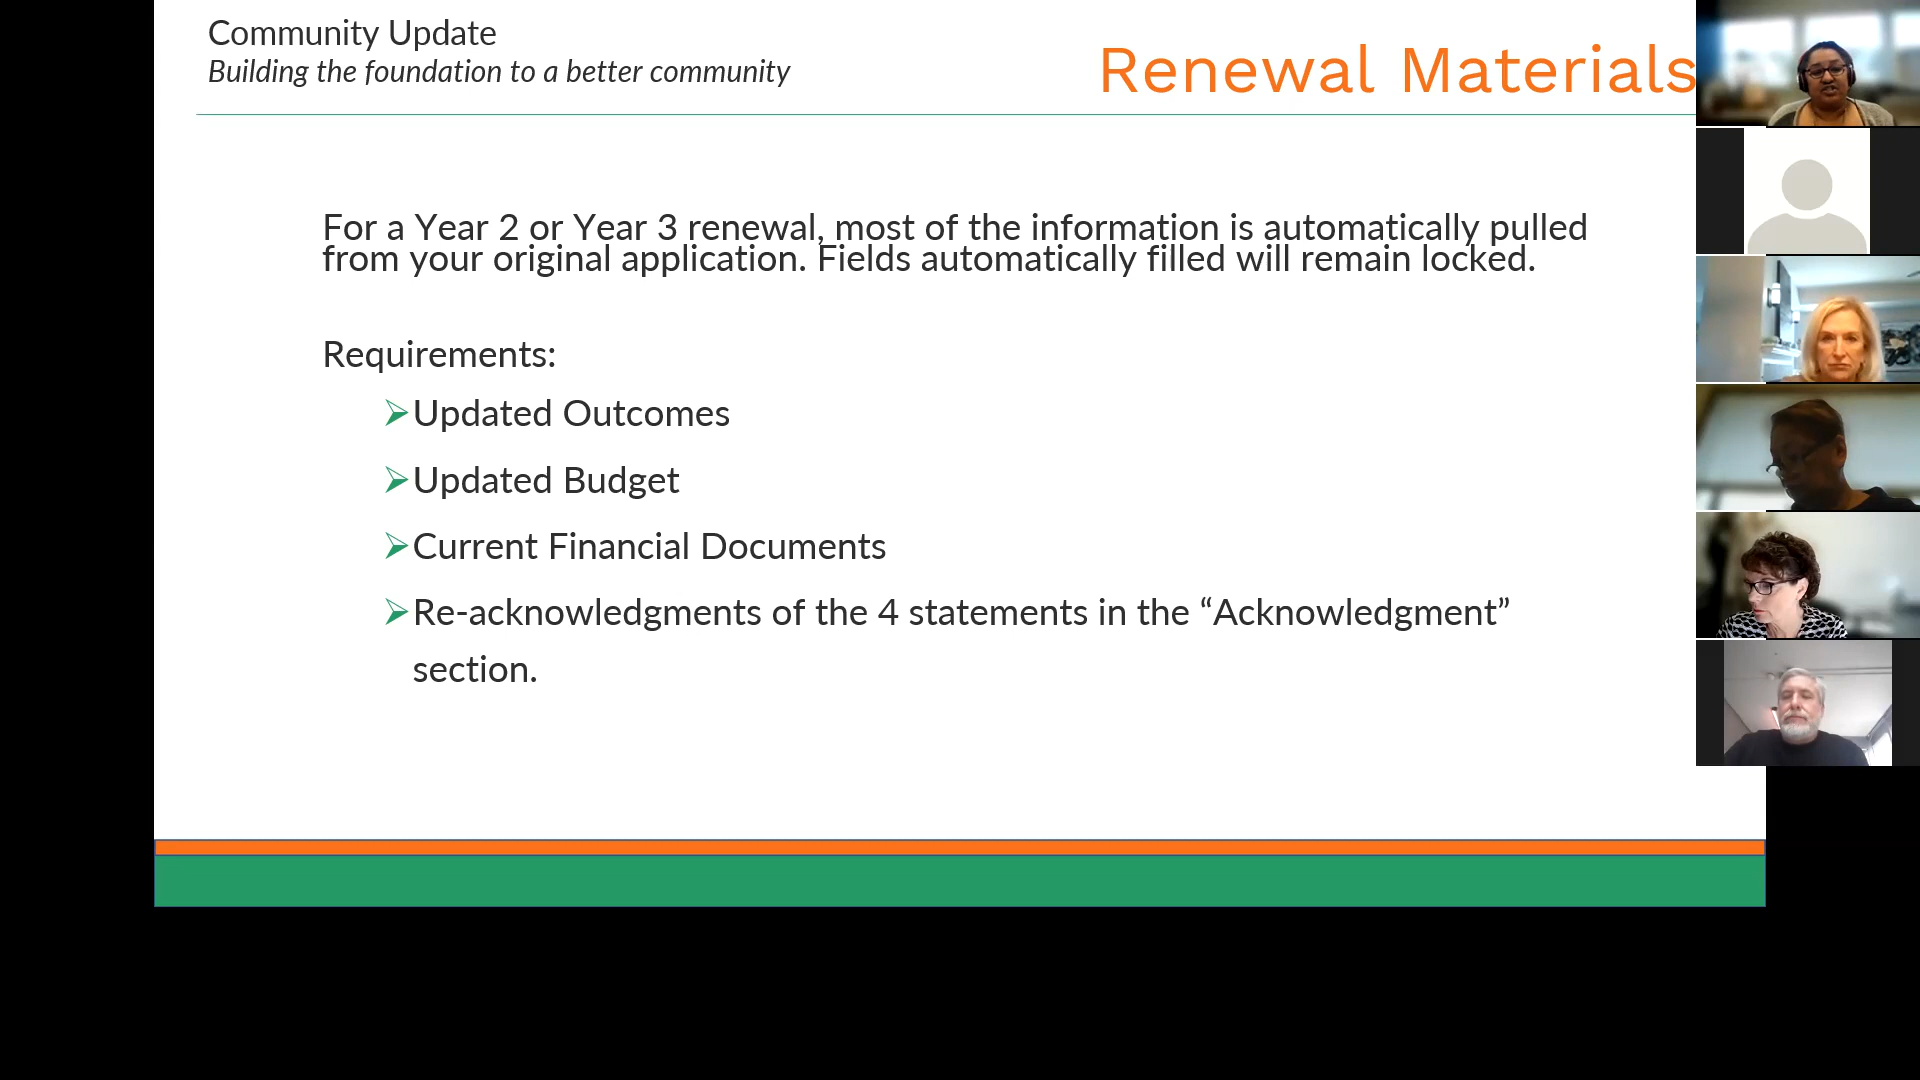 Community Update
Building the foundation to a better community
Renewal Materials
For a Year 2 or Year 3 renewal, most of the information is automatically pulled
from your original application. Fields automatically filled will remain locked.
Requirements:
➢Updated Outcomes
➢Updated Budget
➢Current Financial Documents
➢Re-acknowledgments of the 4 statements in the “Acknowledgment”
section.